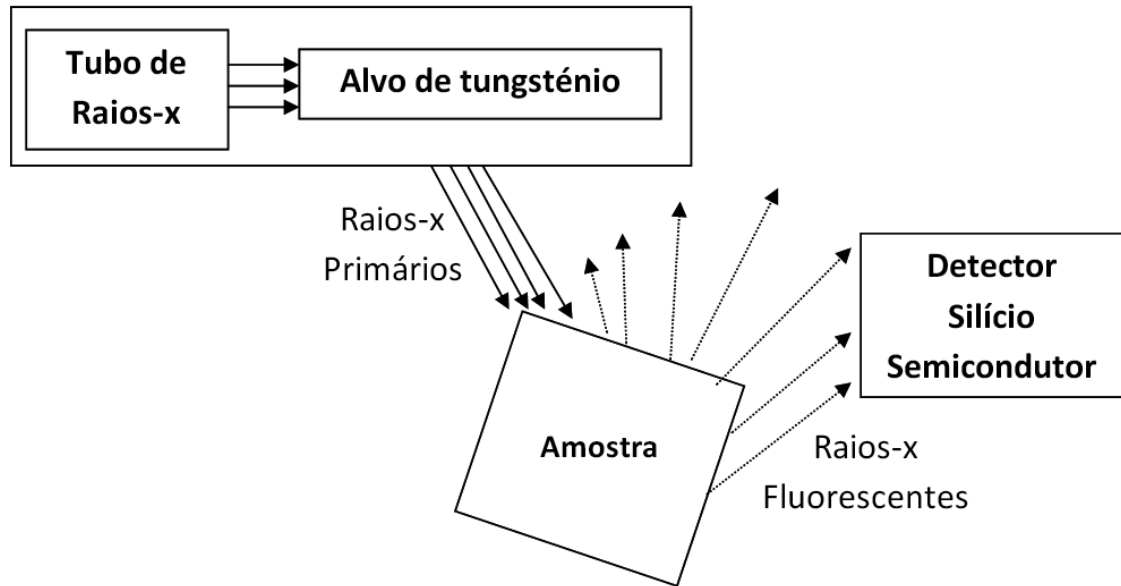 Tubo de
Raios-x
Alvo de tungsténio
Raios-x
Primários
Detector
Silício
Semicondutor
Amostra
Raios-x
Fluorescentes